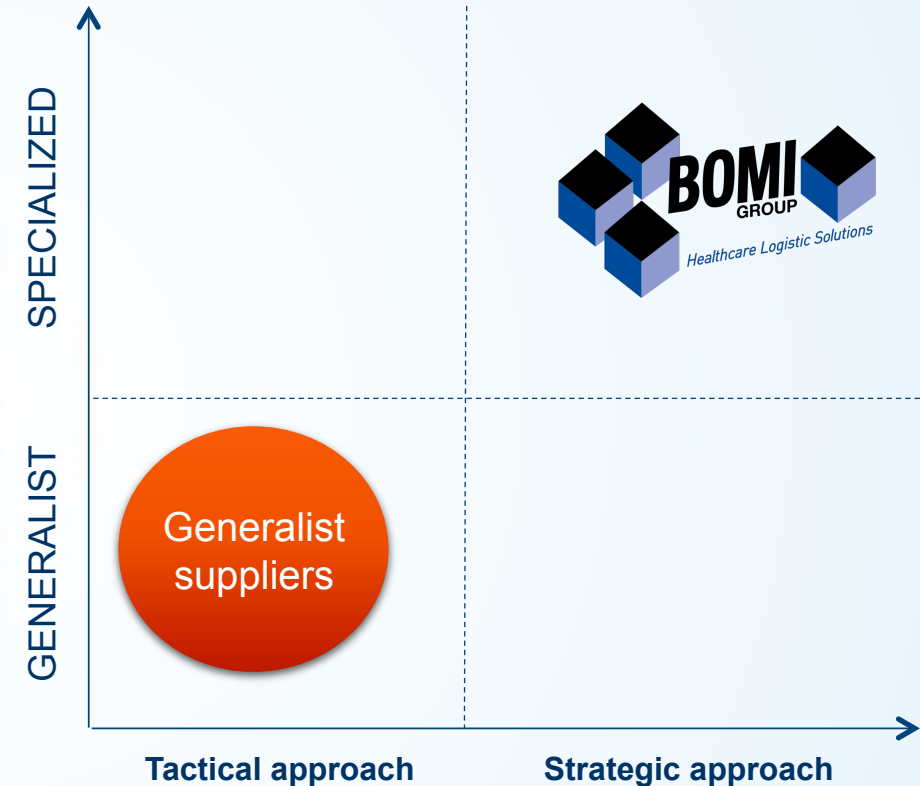 SPECIALIZED
BOMI
GROUP
Healthcare Logistic Solutions
GENERALIST
Generalist
suppliers
Tactical approach
Strategic approach